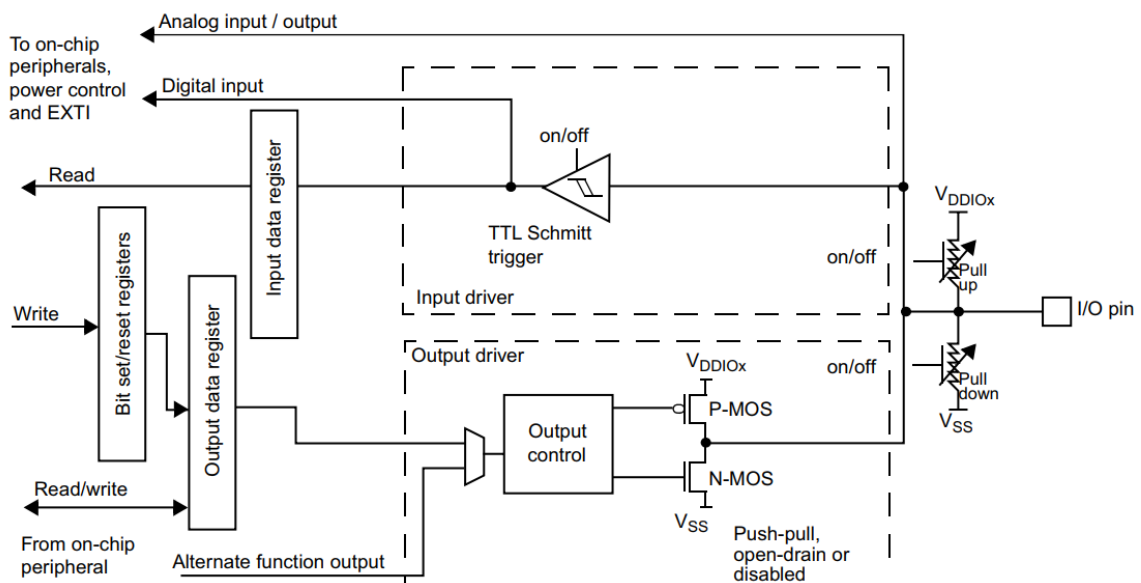 Analog input / output
To on-chip
peripherals,
power control
and EXTI
Digital input
on/off
Read
Input data register
TTL Schmitt
trigger
Input driver
on/off
VDDIOx
Pull
up
I/O pin
Write
Bit set/reset registers
Output data register
Output driver
VDDIOx
on/off
Pull
down
VSS
P-MOS
Output
control
N-MOS
VSS
Read/write
From on-chip
peripheral
Alternate function output
Push-pull,
open-drain or
disabled